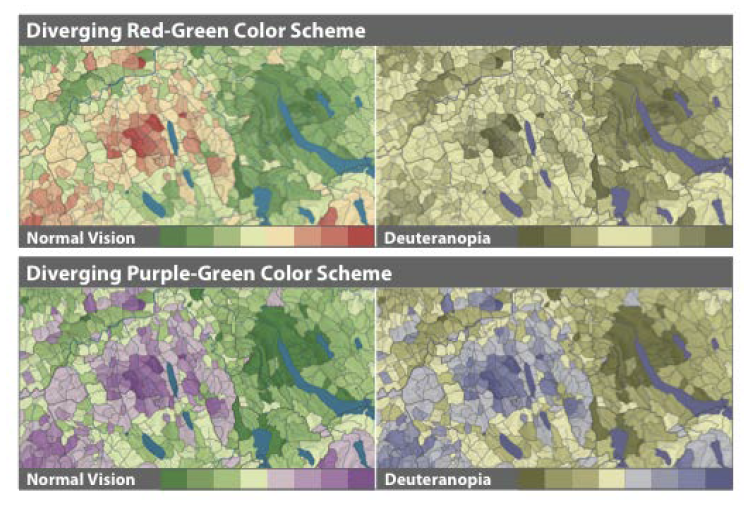 Diverging Red-Green Color Scheme
Normal Vision
Deuteranopia
Diverging Purple-Green Color Scheme
Normal Vision
Deuteranopia